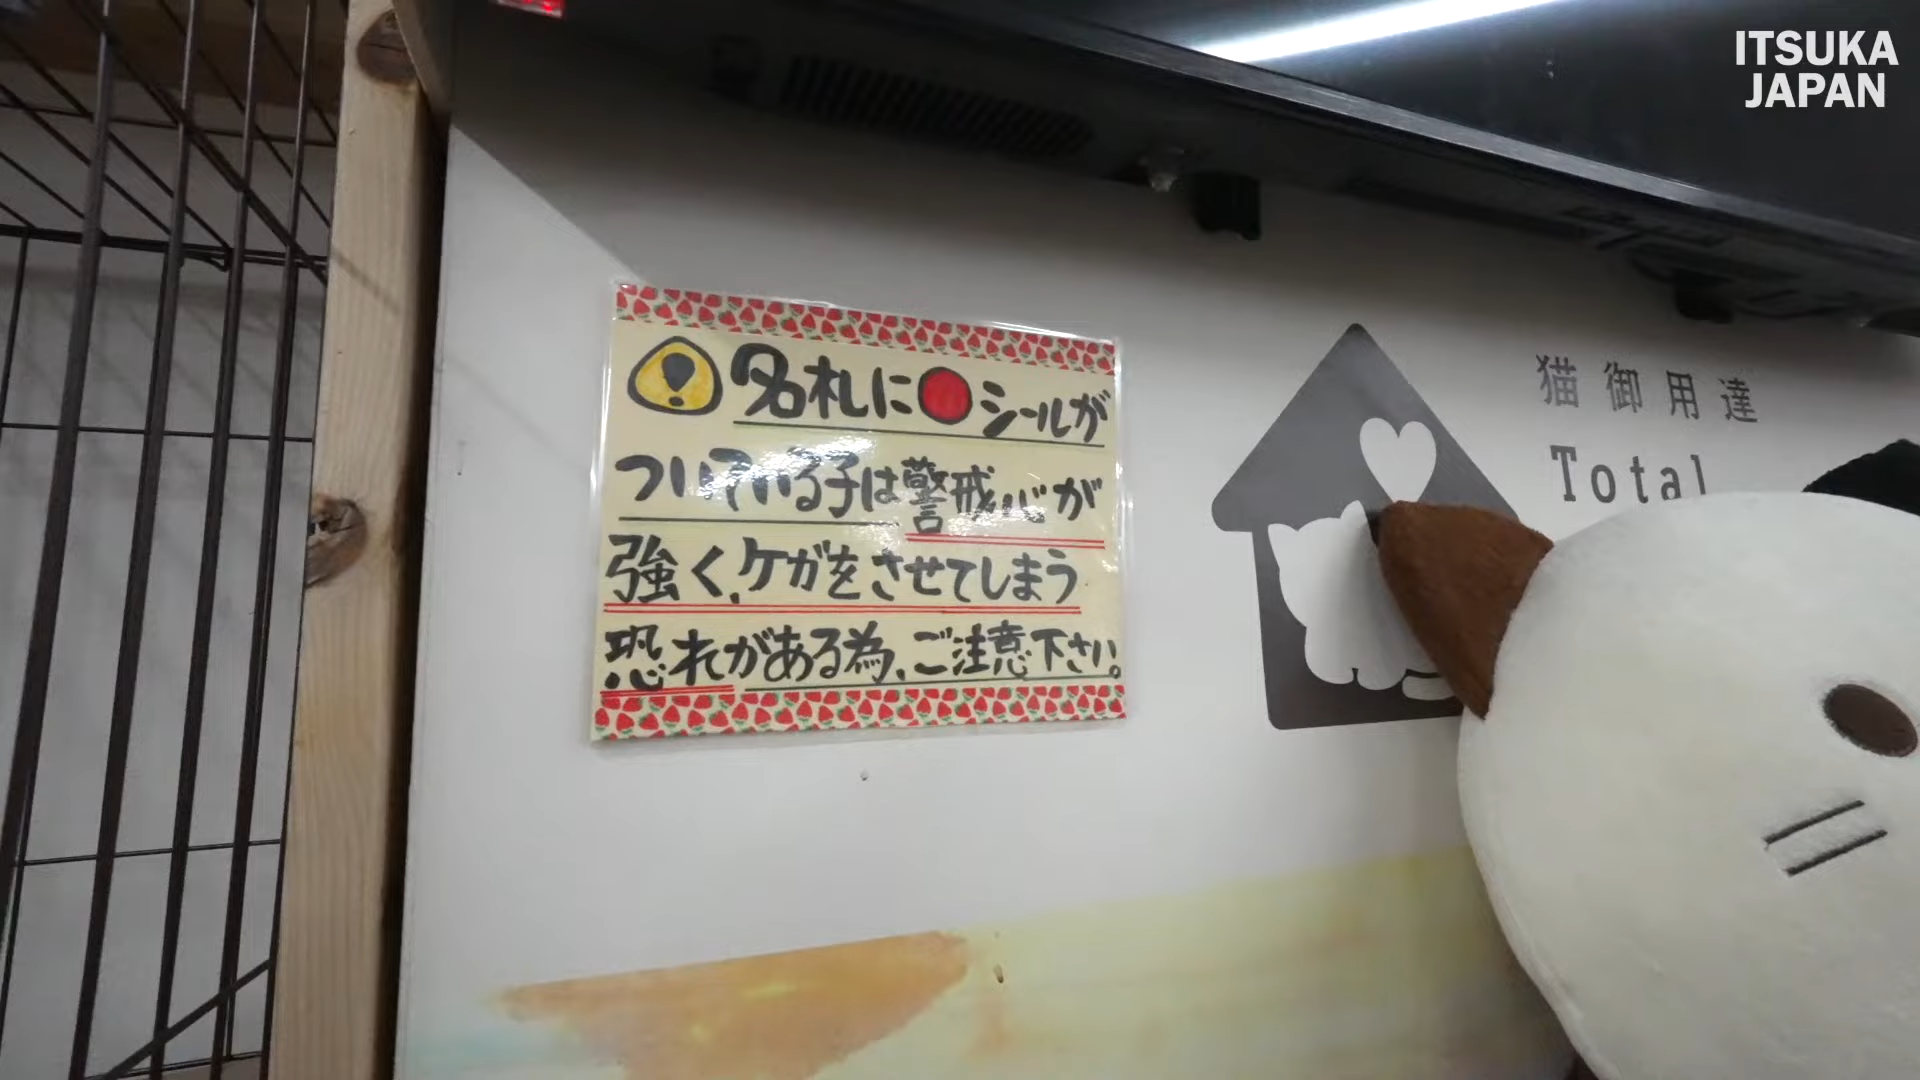 ITSUKA
JAPAN
名札に●シールが
ついている子は警戒心が
強く、ケガをさせてしまう
恐れがある為、ご注意下さい。
猫御用達
Total